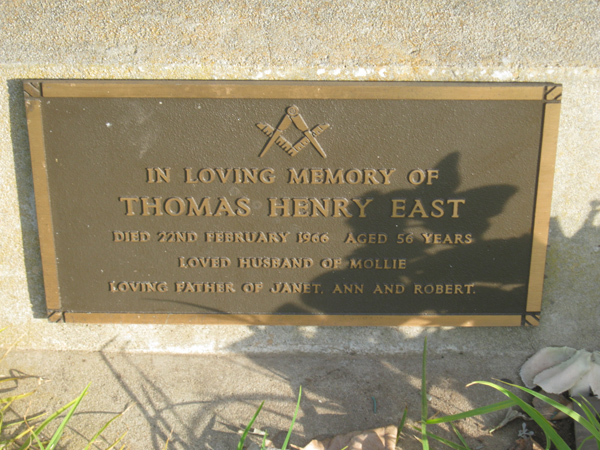 IN LOVING MEMORY OF
THOMAS HENRY EAST
DIED 22ND FEBRUARY 1966 AGED 56 YEARS
LOVED HUSBAND OF MOLLIE
LOVING FATHER OF JANET, ANN AND ROBERT.